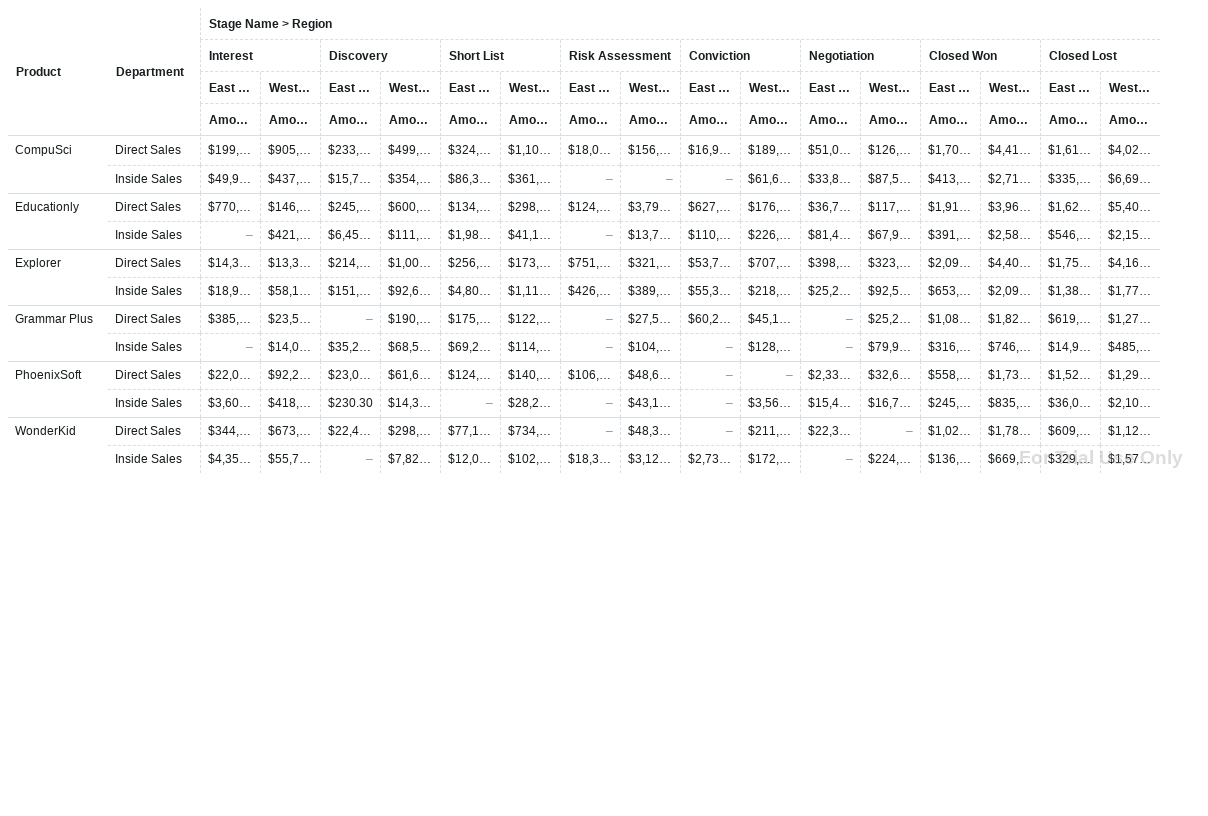 Stage Name > Region
Product Department Interest Discovery Short List Risk Assessment Conviction Negotiation Closed Won Closed Lost
East ... West... East ... West... East ... West... East ... West... East ... West... East ... West... East ... West... East ... West...
Amo... Amo... Amo... Amo... Amo... Amo... Amo... Amo... Amo... Amo... Amo... Amo... Amo... Amo... Amo... Amo...
CompuSci Direct Sales $199,... $905,... $233,... $499,... $324,... $1,10... $18,0... $156,... $16,9... $189,... $51,0... $126,... $1,70... $4,41... $1,61... $4,02...
Inside Sales $49,9... $437,... $15,7... $354,... $86,3... $361,... – – – $61,6... $33,8... $87,5... $413,... $2,71... $335,... $6,69...
Educationly Direct Sales $770,... $146,... $245,... $600,... $134,... $298,... $124,... $3,79... $627,... $176,... $36,7... $117,... $1,91... $3,96... $1,62... $5,40...
Inside Sales – $421,... $6,45... $111,... $1,98... $41,1... – $13,7... $110,... $226,... $81,4... $67,9... $391,... $2,58... $546,... $2,15...
Explorer Direct Sales $14,3... $13,3... $214,... $1,00... $256,... $173,... $751,... $321,... $53,7... $707,... $398,... $323,... $2,09... $4,40... $1,75... $4,16...
Inside Sales $18,9... $58,1... $151,... $92,6... $4,80... $1,11... $426,... $389,... $55,3... $218,... $25,2... $92,5... $653,... $2,09... $1,38... $1,77...
Grammar Plus Direct Sales $385,... $23,5... – $190,... $175,... $122,... – $27,5... $60,2... $45,1... – $25,2... $1,08... $1,82... $619,... $1,27...
Inside Sales – $14,0... $35,2... $68,5... $69,2... $114,... – $104,... – $128,... – $79,9... $316,... $746,... $14,9... $485,...
PhoenixSoft Direct Sales $22,0... $92,2... $23,0... $61,6... $124,... $140,... $106,... $48,6... – – $2,33... $32,6... $558,... $1,73... $1,52... $1,29...
Inside Sales $3,60... $418,... $230.30 $14,3... – $28,2... – $43,1... – $3,56... $15,4... $16,7... $245,... $835,... $36,0... $2,10...
WonderKid Direct Sales $344,... $673,... $22,4... $298,... $77,1... $734,... – $48,3... – $211,... $22,3... – $1,02... $1,78... $609,... $1,12...
Inside Sales $4,35... $55,7... – $7,82... $12,0... $102,... $18,3... $3,12... $2,73... $172,... – $224,... $136,... $669,... $329,... $1,57...
For Trial Use Only